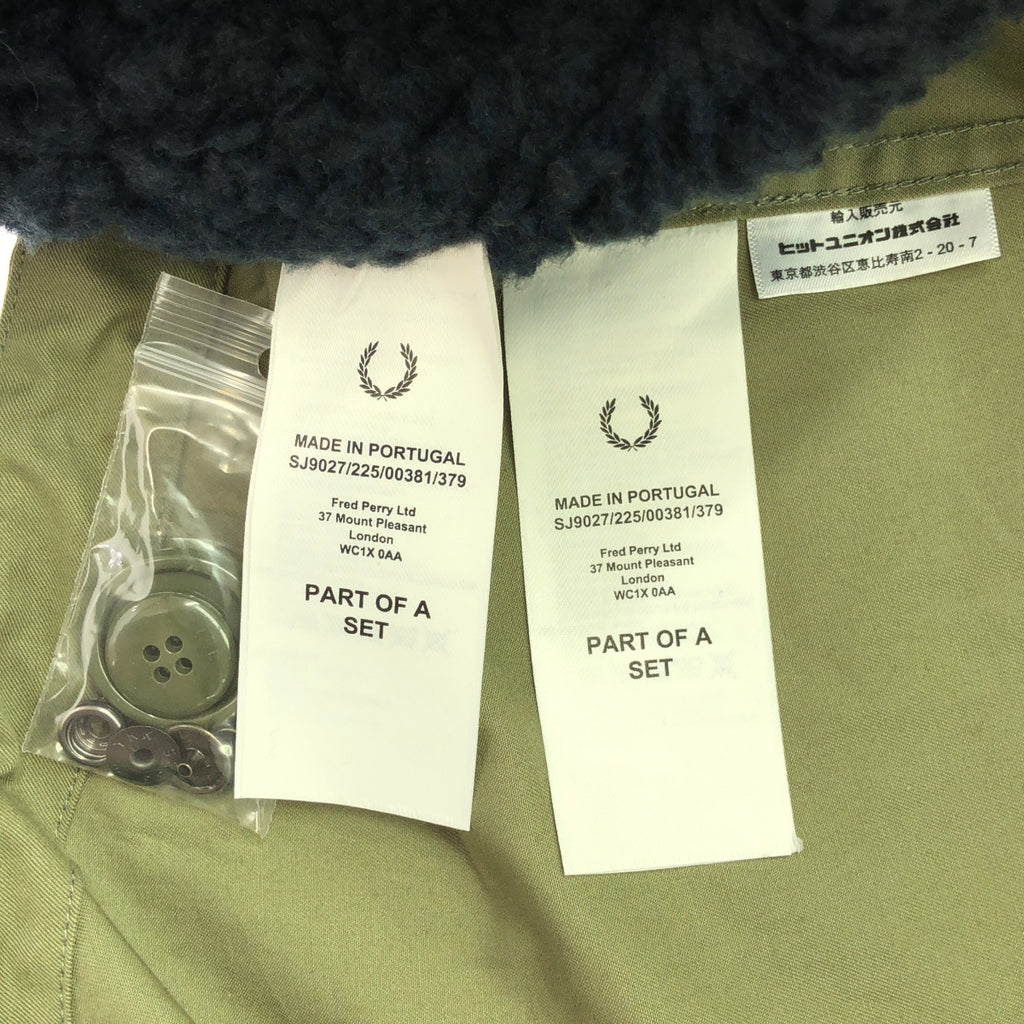 MADE IN PORTUGAL
SJ9027/225/00381/379
Fred Perry Ltd
37 Mount Pleasant
London
WC1X 0AA
PART OF A
SET
MADE IN PORTUGAL
SJ9027/225/00381/379
Fred Perry Ltd
37 Mount Pleasant
London
WC1X 0AA
PART OF A
SET
輸入販売元
ヒットユニオン株式会社
東京都渋谷区恵比寿南2-20-7